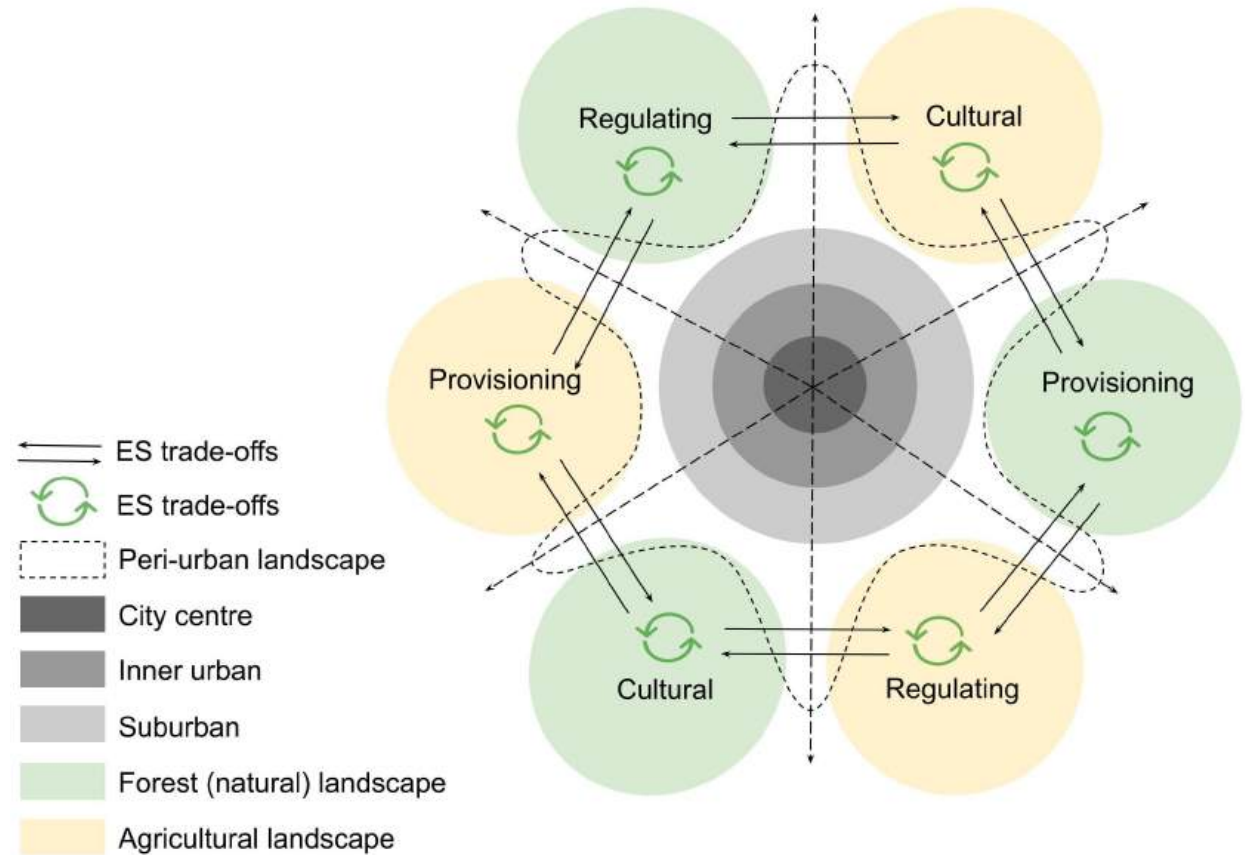 Regulating
Cultural
Provisioning
Provisioning
Cultural
Regulating
ES trade-offs
ES trade-offs
Peri-urban landscape
City centre
Inner urban
Suburban
Forest (natural) landscape
Agricultural landscape